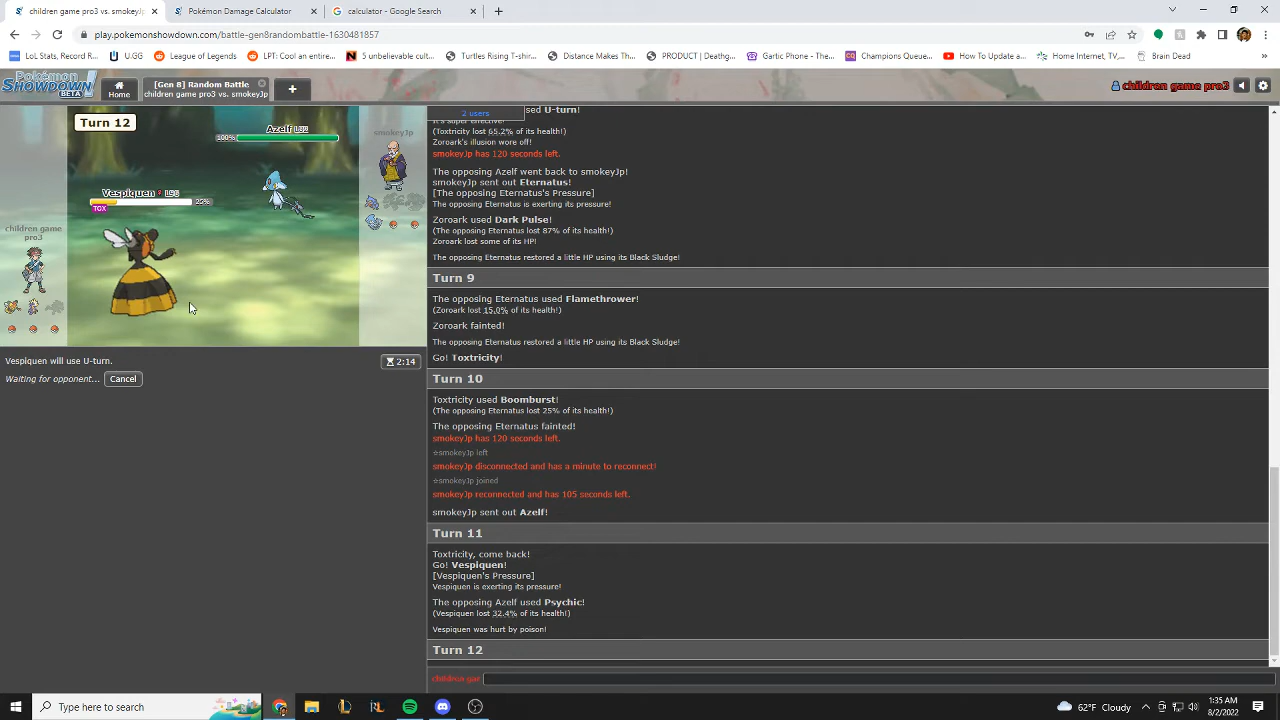 children game pro3 vs. smokeyJp
Pokémon Damage Calculator
calculator - Google Search
play.pokemonshowdown.com/battle-gen8randombattle-1630481857
LoL Stats, Record R...
U.GG
League of Legends
LPT: Cool an entire...
5 unbelievable cult...
Turtles Rising T-Or...
Distance Makes Th...
PRODUCT | Deathj...
Gartic Phone - The...
Champions Queue...
How To Update a...
Home Internet, TV,...
Brain Dead
Pokémon
Showdown
BETA
Home
[Gen 8] Random Battle
children game pro3 vs. smokeyJp
children game pro3
Turn 12
Azelf
100%
smokeyJp
Vespiquen
TOX
children game
pro3
Vespiquen will use U-turn.
2:14
Waiting for opponent...
Cancel
2 users
sed U-turn!
(Toxtricity lost 65.2% of its health!)
Zoroark's illusion wore off!
smokeyJp has 120 seconds left.
The opposing Azelf went back to smokeyJp!
smokeyJp sent out Eternatus!
[The opposing Eternatus's Pressure]
The opposing Eternatus is exerting its pressure!
Zoroark used Dark Pulse!
(The opposing Eternatus lost 87% of its health!)
Zoroark lost some of its HP!
The opposing Eternatus restored a little HP using its Black Sludge!
Turn 9
The opposing Eternatus used Flamethrower!
(Zoroark lost 15.0% of its health!)
Zoroark fainted!
The opposing Eternatus restored a little HP using its Black Sludge!
Go! Toxtricity!
Turn 10
Toxtricity used Boomburst!
(The opposing Eternatus lost 25% of its health!)
The opposing Eternatus fainted!
smokeyJp has 120 seconds left.
☆smokeyJp left
smokeyJp disconnected and has a minute to reconnect!
☆smokeyJp joined
smokeyJp reconnected and has 105 seconds left.
smokeyJp sent out Azelf!
Turn 11
Toxtricity, come back!
Go! Vespiquen!
[Vespiquen's Pressure]
Vespiquen is exerting its pressure!
The opposing Azelf used Psychic!
(Vespiquen lost 32.4% of its health!)
Vespiquen was hurt by poison!
Turn 12
children gar
Type here to search
62°F Cloudy
1:35 AM
8/2/2022